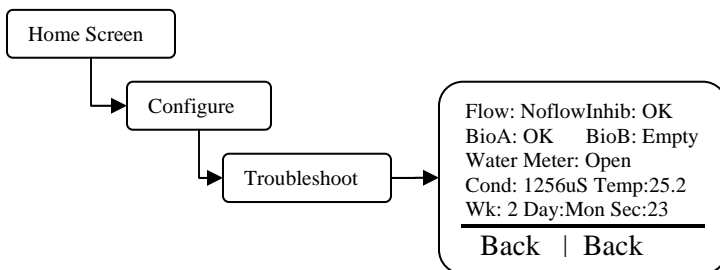 Home Screen
Configure
Troubleshoot
Flow: NoflowInhib: OK
BioA: OK BioB: Empty
Water Meter: Open
Cond: 1256uS Temp:25.2
Wk: 2 Day:Mon Sec:23
Back | Back